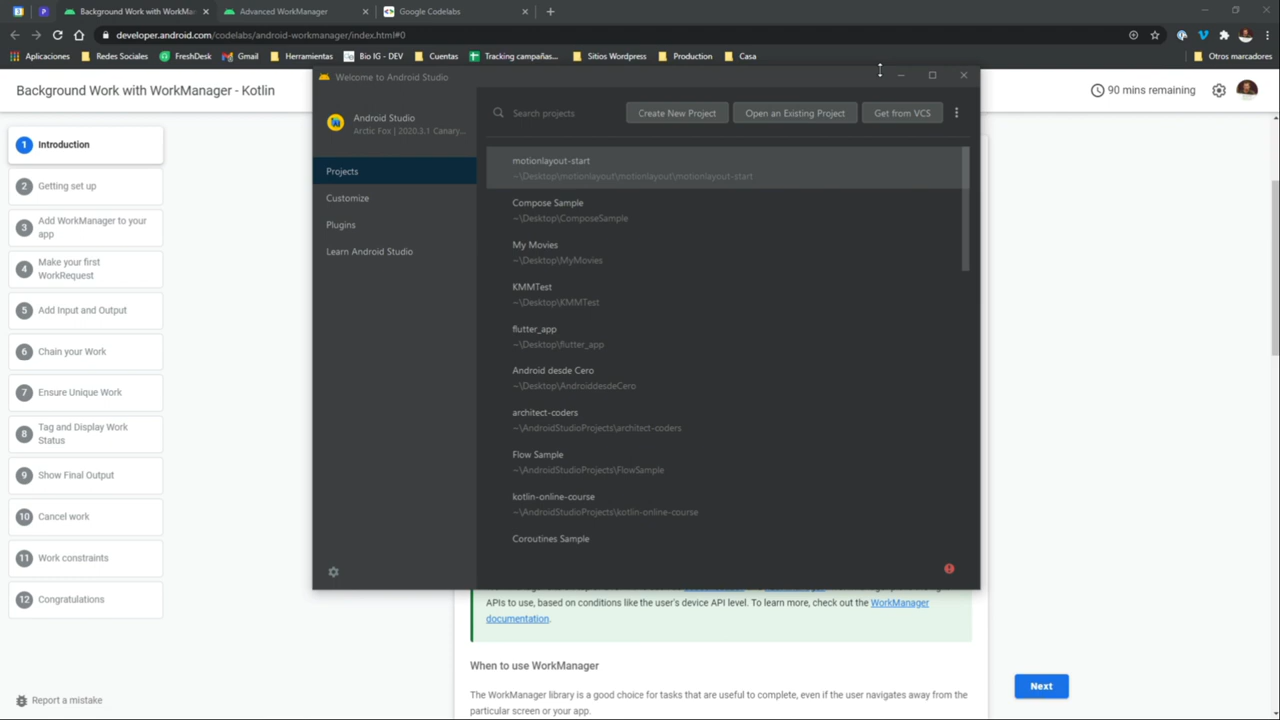 Background Work with WorkMan
Advanced WorkManager
Google Codelabs
developer.android.com/codelabs/android-workmanager/index.html#0
Aplicaciones
Redes Sociales
FreshDesk
Gmail
Herramientas
Bio IG - DEV
Cuentas
Tracking campañas...
Sitios Wordpress
Production
Casa
Otros marcadores
Background Work with WorkManager - Kotlin
90 mins remaining
1 Introduction
2 Getting set up
3 Add WorkManager to your
app
4 Make your first
WorkRequest
5 Add Input and Output
6 Chain your Work
7 Ensure Unique Work
8 Tag and Display Work
Status
9 Show Final Output
10 Cancel work
11 Work constraints
12 Congratulations
Report a mistake
Welcome to Android Studio
Android Studio
Arctic Fox | 2020.3.1 Canary...
Projects
Customize
Plugins
Learn Android Studio
Search projects
Create New Project
Open an Existing Project
Get from VCS
motionlayout-start
~\Desktop\motionlayout\motionlayout\motionlayout-start
Compose Sample
~\Desktop\ComposeSample
My Movies
~\Desktop\MyMovies
KMMTest
~\Desktop\KMMTest
flutter_app
~\Desktop\flutter_app
Android desde Cero
~\Desktop\AndroiddesdeCero
architect-coders
~\AndroidStudioProjects\architect-coders
Flow Sample
~\AndroidStudioProjects\FlowSample
kotlin-online-course
~\AndroidStudioProjects\kotlin-online-course
Coroutines Sample
APIs to use, based on conditions like the user's device API level. To learn more, check out the WorkManager
documentation.
When to use WorkManager
The WorkManager library is a good choice for tasks that are useful to complete, even if the user navigates away from the
particular screen or your app.
Next